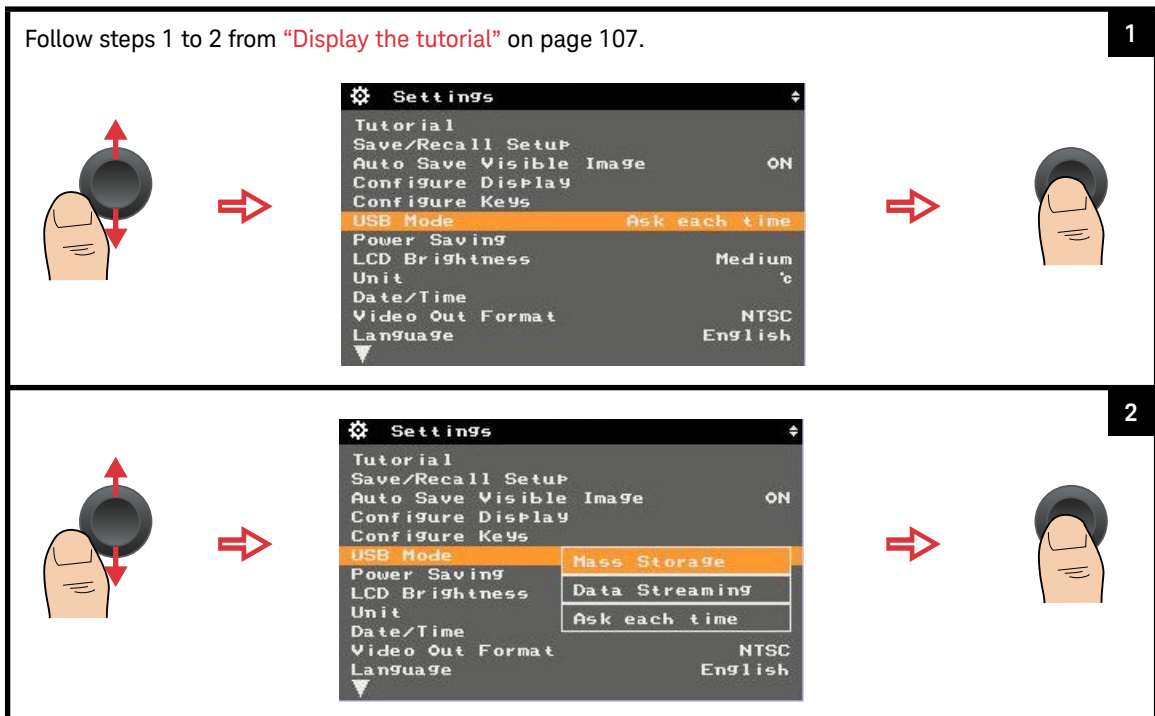 1
Follow steps 1 to 2 from “Display the tutorial” on page 107.
Settings
Tutorial
Save/Recall Setup
Auto Save Visible Image ON
Configure Display
Configure Keys
USB Mode Ask each time
Power Saving
LCD Brightness Medium
Unit °c
Date/Time
Video Out Format NTSC
Language English
2
Settings
Tutorial
Save/Recall Setup
Auto Save Visible Image ON
Configure Display
Configure Keys
USB Mode
Mass Storage
Power Saving
Data Streaming
LCD Brightness
Unit
Ask each time
Date/Time
Video Out Format NTSC
Language English